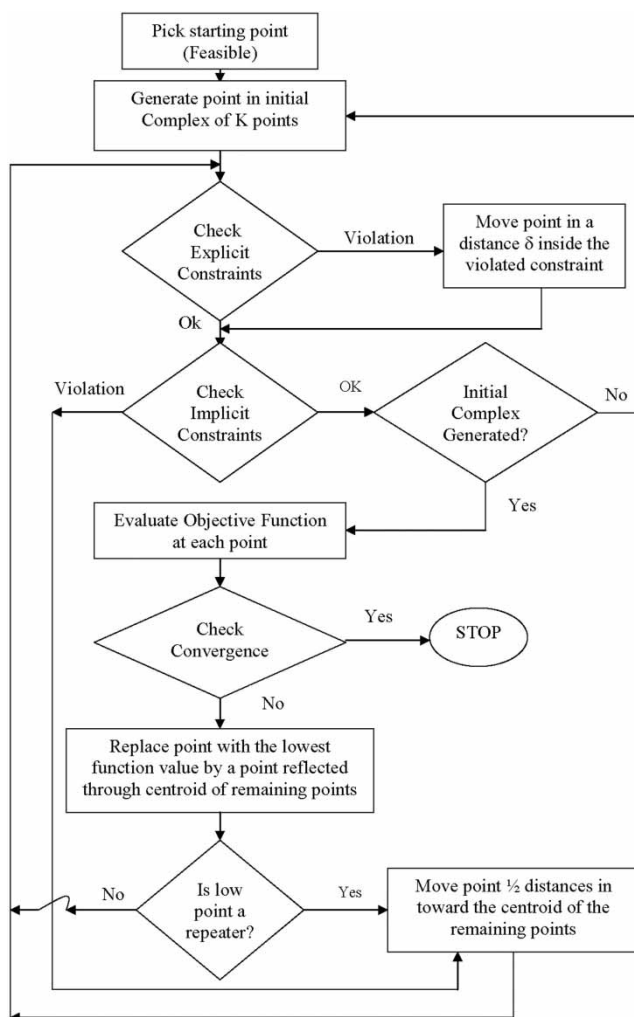 Pick starting point
(Feasible)
Generate point in initial
Complex of K points
Check
Explicit
Constraints
Violation
Move point in a
distance δ inside the
violated constraint
Ok
Violation
Check
Implicit
Constraints
OK
Initial
Complex
Generated?
No
Yes
Evaluate Objective Function
at each point
Check
Convergence
Yes
STOP
No
Replace point with the lowest
function value by a point reflected
through centroid of remaining points
No
Is low
point a
repeater?
Yes
Move point ½ distances in
toward the centroid of the
remaining points